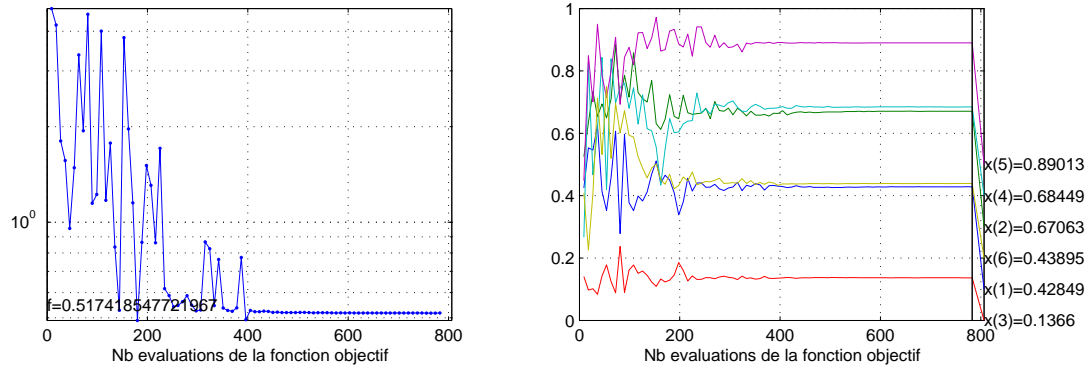 10^0
f=0.517418547721967
0
200
400
600
800
Nb evaluations de la fonction objectif
1
0.8
0.6
0.4
0.2
0
x(5)=0.89013
x(4)=0.68449
x(2)=0.67063
x(6)=0.43895
x(1)=0.42849
x(3)=0.1366
0
200
400
600
800
Nb evaluations de la fonction objectif